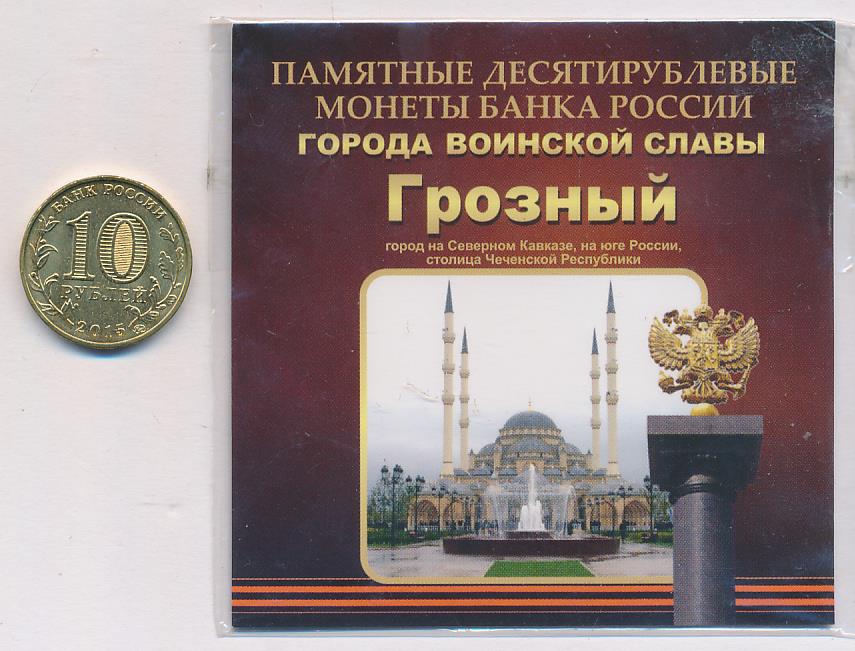 БАНК РОССИИ
10
РУБЛЕЙ
2015
ПАМЯТНЫЕ ДЕСЯТИРУБЛЕВЫЕ
МОНЕТЫ БАНКА РОССИИ
ГОРОДА ВОИНСКОЙ СЛАВЫ
Грозный
город на Северном Кавказе, на юге России,
столица Чеченской Республики